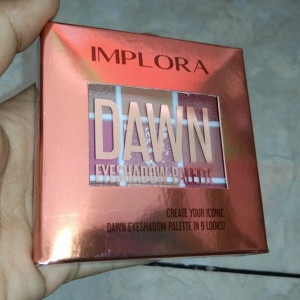 IMPLORA
DAWN
EYESHADOW PALETTE
CREATE YOUR ICONIC
DAWN EYESHADOW PALETTE IN 9 LOOKS!